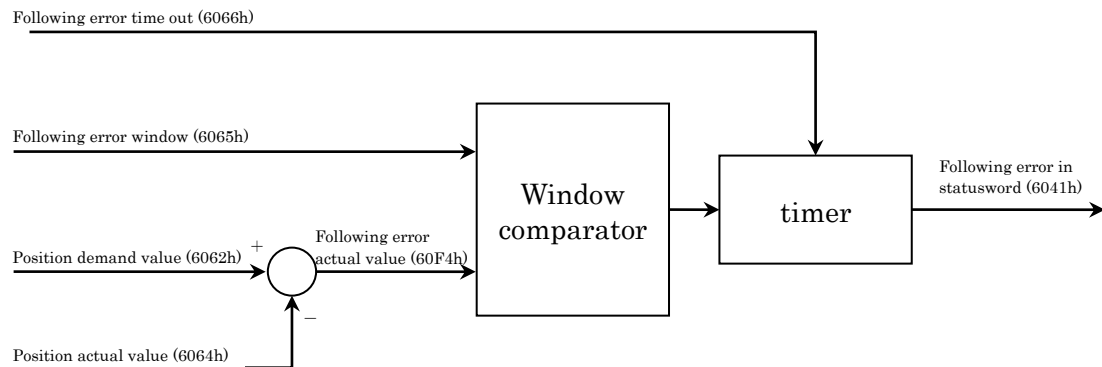 Following error time out (6066h)
Following error window (6065h)
Window
comparator
timer
Following error in
statusword (6041h)
Position demand value (6062h)
+
Following error
actual value (60F4h)
−
Position actual value (6064h)